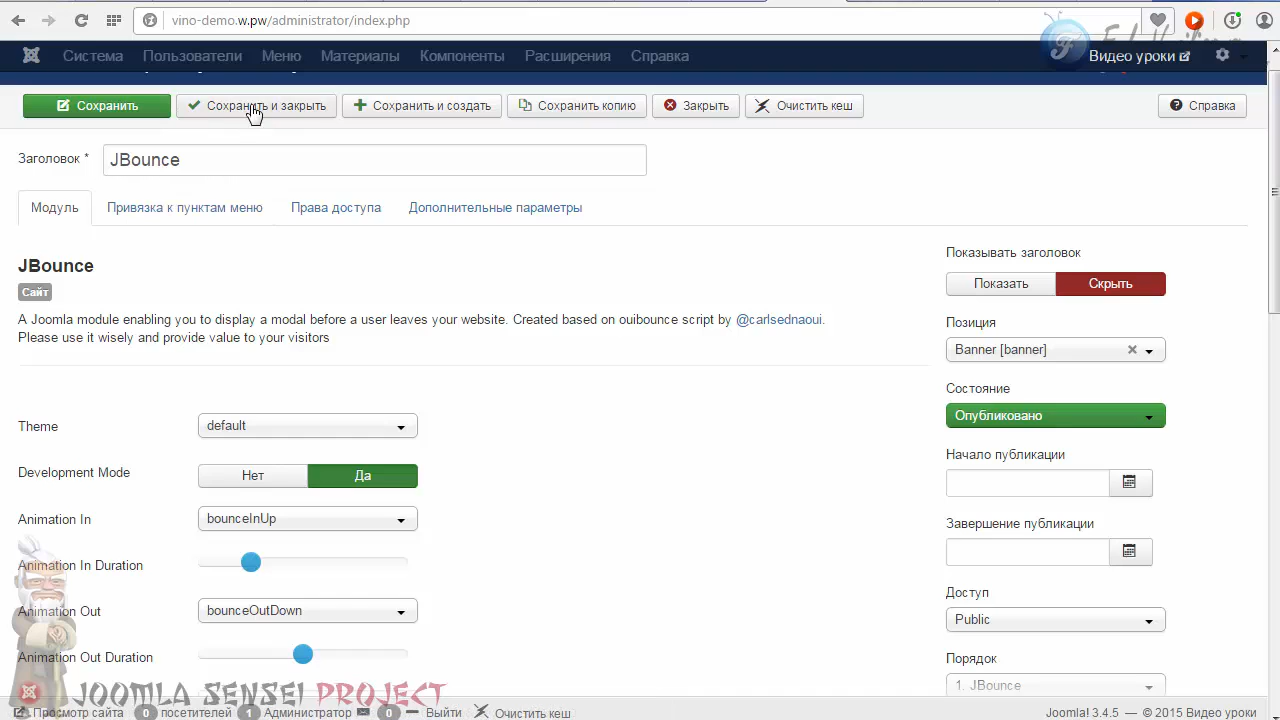 vino-demo.w.pw/administrator/index.php
Система Пользователи Меню Материалы Компоненты Расширения Справка Видео уроки
Сохранить Сохранить и закрыть Сохранить и создать Сохранить копию Закрыть Очистить кеш Справка
Заголовок * JBounce
Модуль Привязка к пунктам меню Права доступа Дополнительные параметры
JBounce
Сайт
A Joomla module enabling you to display a modal before a user leaves your website. Created based on ouibounce script by @carlsednaoui.
Please use it wisely and provide value to your visitors
Theme default
Development Mode Нет Да
Animation In bounceInUp
Animation In Duration
Animation Out bounceOutDown
Animation Out Duration
Показывать заголовок
Показать Скрыть
Позиция
Banner [banner]
Состояние
Опубликовано
Начало публикации
Завершение публикации
Доступ
Public
Порядок
1. JBounce
JOOMLA SENSEI PROJECT
Просмотр сайта 0 посетителей 1 Администратор 0 Выйти Очистить кеш Joomla! 3.4.5 — © 2015 Видео уроки